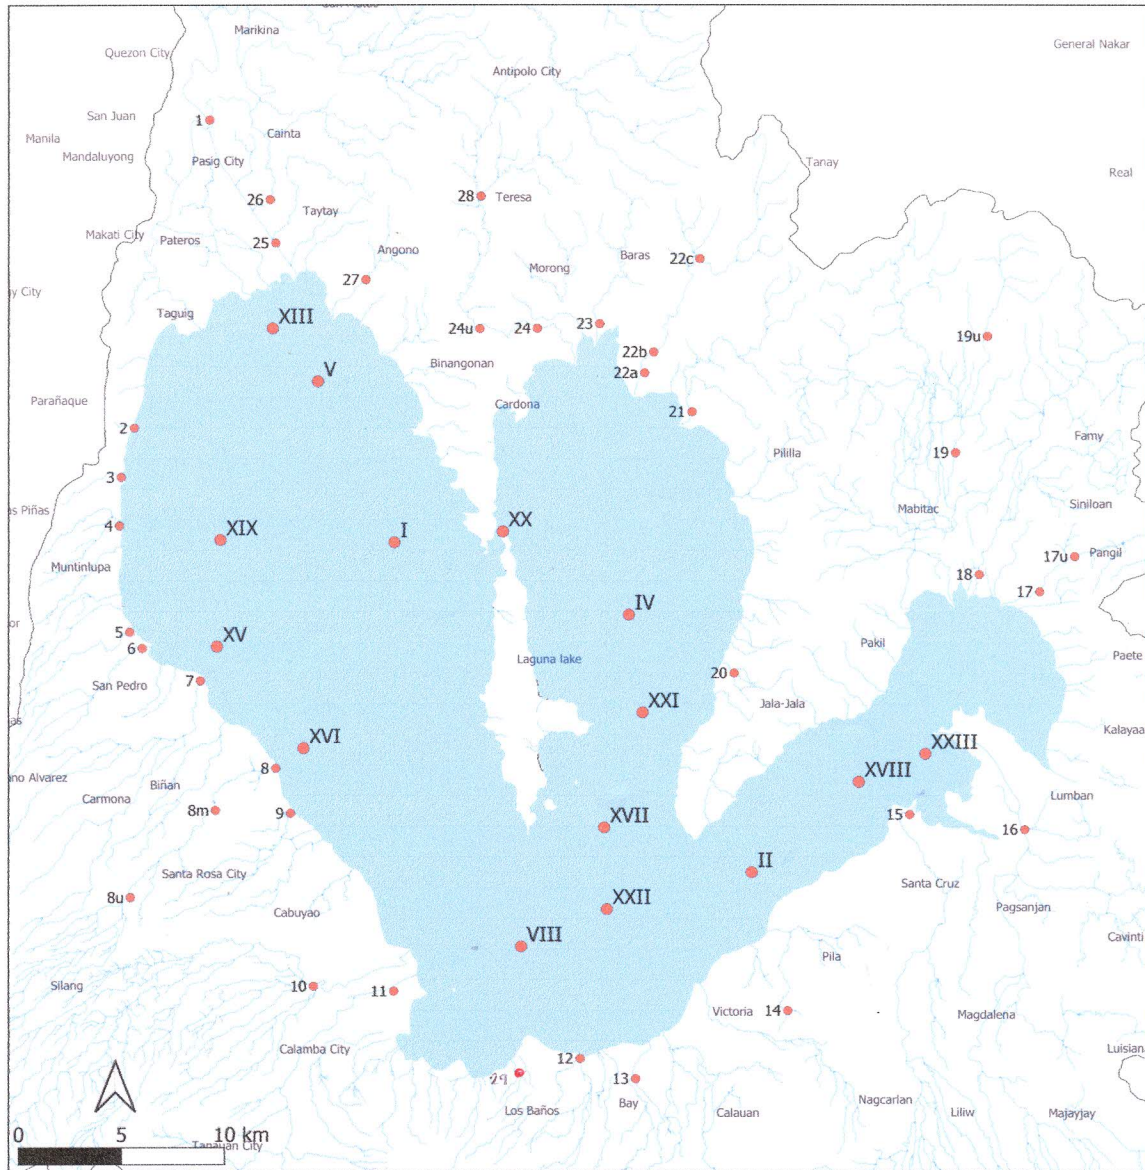 Marikina
Quezon City
General Nakar
Antipolo City
San Juan
1
Cainta
Manila
Mandaluyong
Pasig City
Tanay
Real
26
Taytay
28
Teresa
Makati City
Pateros
25
Angono
Baras
22c
Morong
27
y City
Taguig
XIII
24u
24
23
19u
22b
Binangonan
22a
V
Parañaque
Cardona
21
2
Famy
Pililla
19
3
Siniloan
as Piñas
Mabitac
4
XIX
I
XX
17u
Pangil
Muntinlupa
18
17
IV
or
5
XV
6
Pakil
Paete
Laguna lake
20
7
San Pedro
XXI
Jala-Jala
as
Kalayaa
XVI
XXIII
8
ano Alvarez
Biñan
XVIII
Carmona
Lumban
8m
9
XVII
15
16
II
Santa Rosa City
Santa Cruz
8u
Pagsanjan
Cabuyao
XXII
Cavinti
VIII
Pila
Silang
10
11
Victoria
14
Magdalena
Calamba City
Luisian
12
29
13
Los Baños
Bay
Calauan
Nagcarlan
Liliw
Majayjay
0 5 10 km
Tanauan City